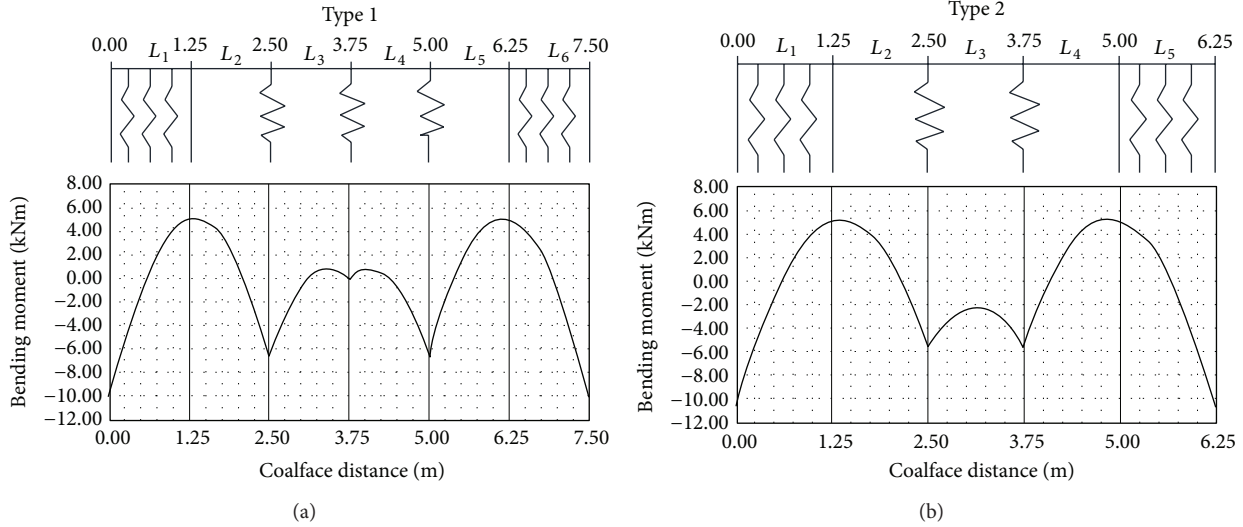 Type 1
0.00 L1 1.25 L2 2.50 L3 3.75 L4 5.00 L5 6.25 L6 7.50
Bending moment (kNm)
8.00
6.00
4.00
2.00
0.00
−2.00
−4.00
−6.00
−8.00
−10.00
−12.00
0.00 1.25 2.50 3.75 5.00 6.25 7.50
Coalface distance (m)
(a)
Type 2
0.00 L1 1.25 L2 2.50 L3 3.75 L4 5.00 L5 6.25
Bending moment (kNm)
8.00
6.00
4.00
2.00
0.00
−2.00
−4.00
−6.00
−8.00
−10.00
−12.00
0.00 1.25 2.50 3.75 5.00 6.25
Coalface distance (m)
(b)